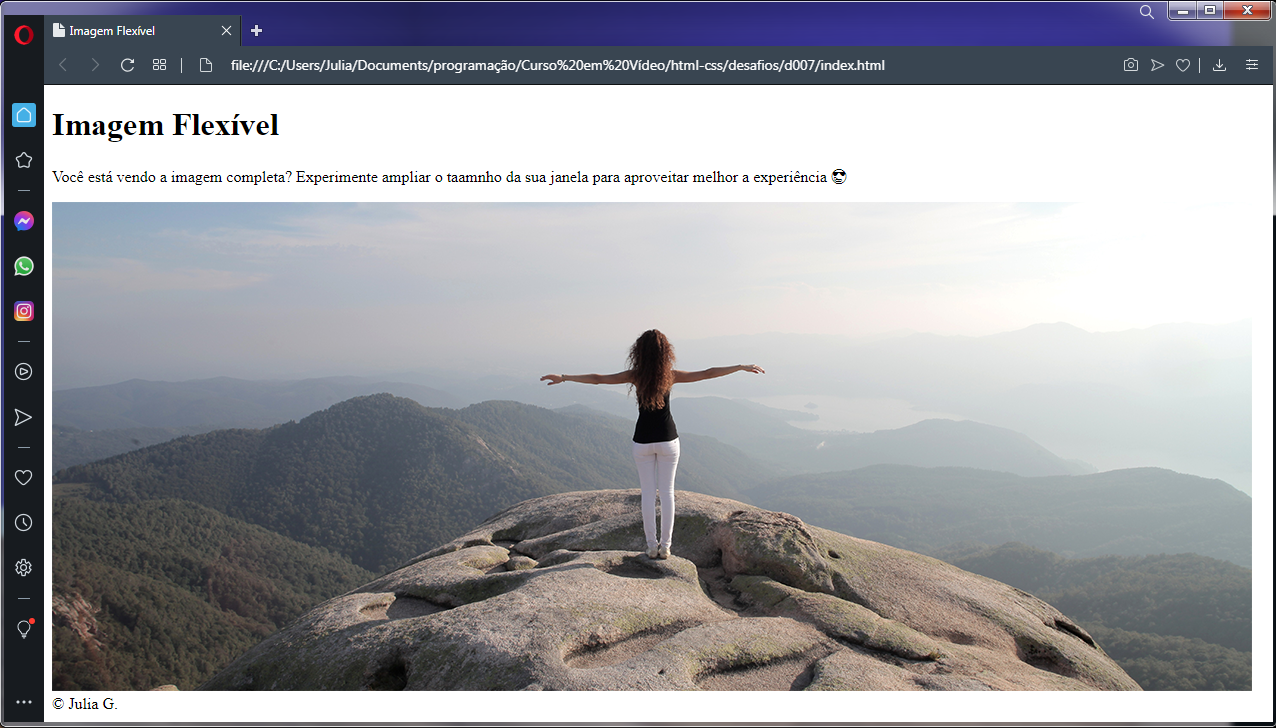 Imagem Flexível
file:///C:/Users/Julia/Documents/programação/Curso%20em%20Vídeo/html-css/desafios/d007/index.html
Imagem Flexível
Você está vendo a imagem completa? Experimente ampliar o taamnho da sua janela para aproveitar melhor a experiência 😎
© Julia G.